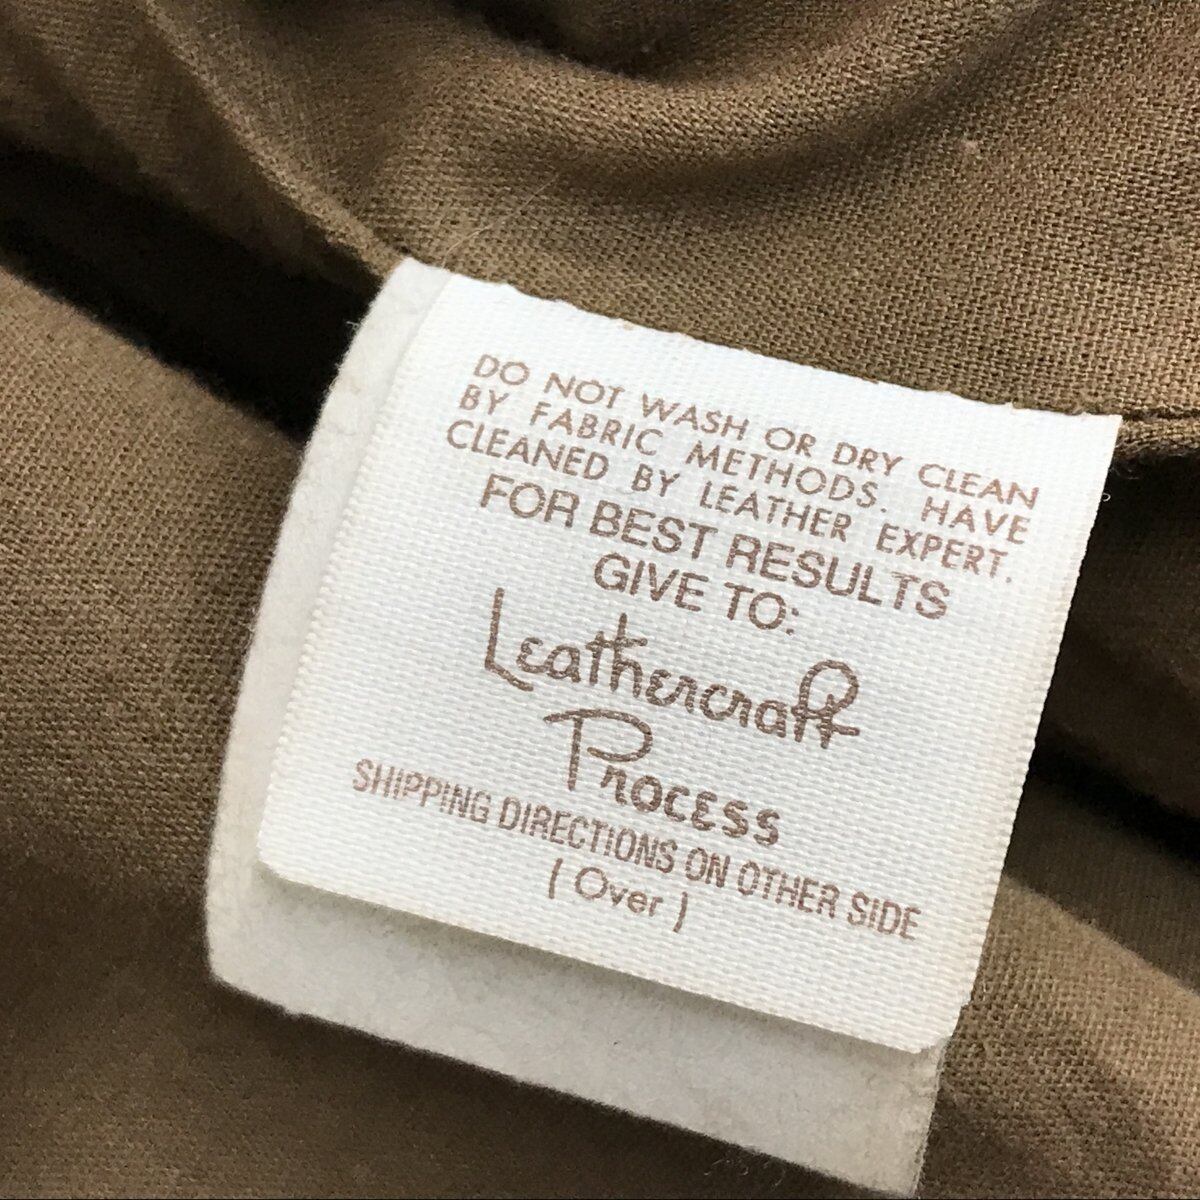 DO NOT WASH OR DRY CLEAN
BY FABRIC METHODS. HAVE
CLEANED BY LEATHER EXPERT.
FOR BEST RESULTS
GIVE TO:
Leathercraft
Process
SHIPPING DIRECTIONS ON OTHER SIDE
( Over )